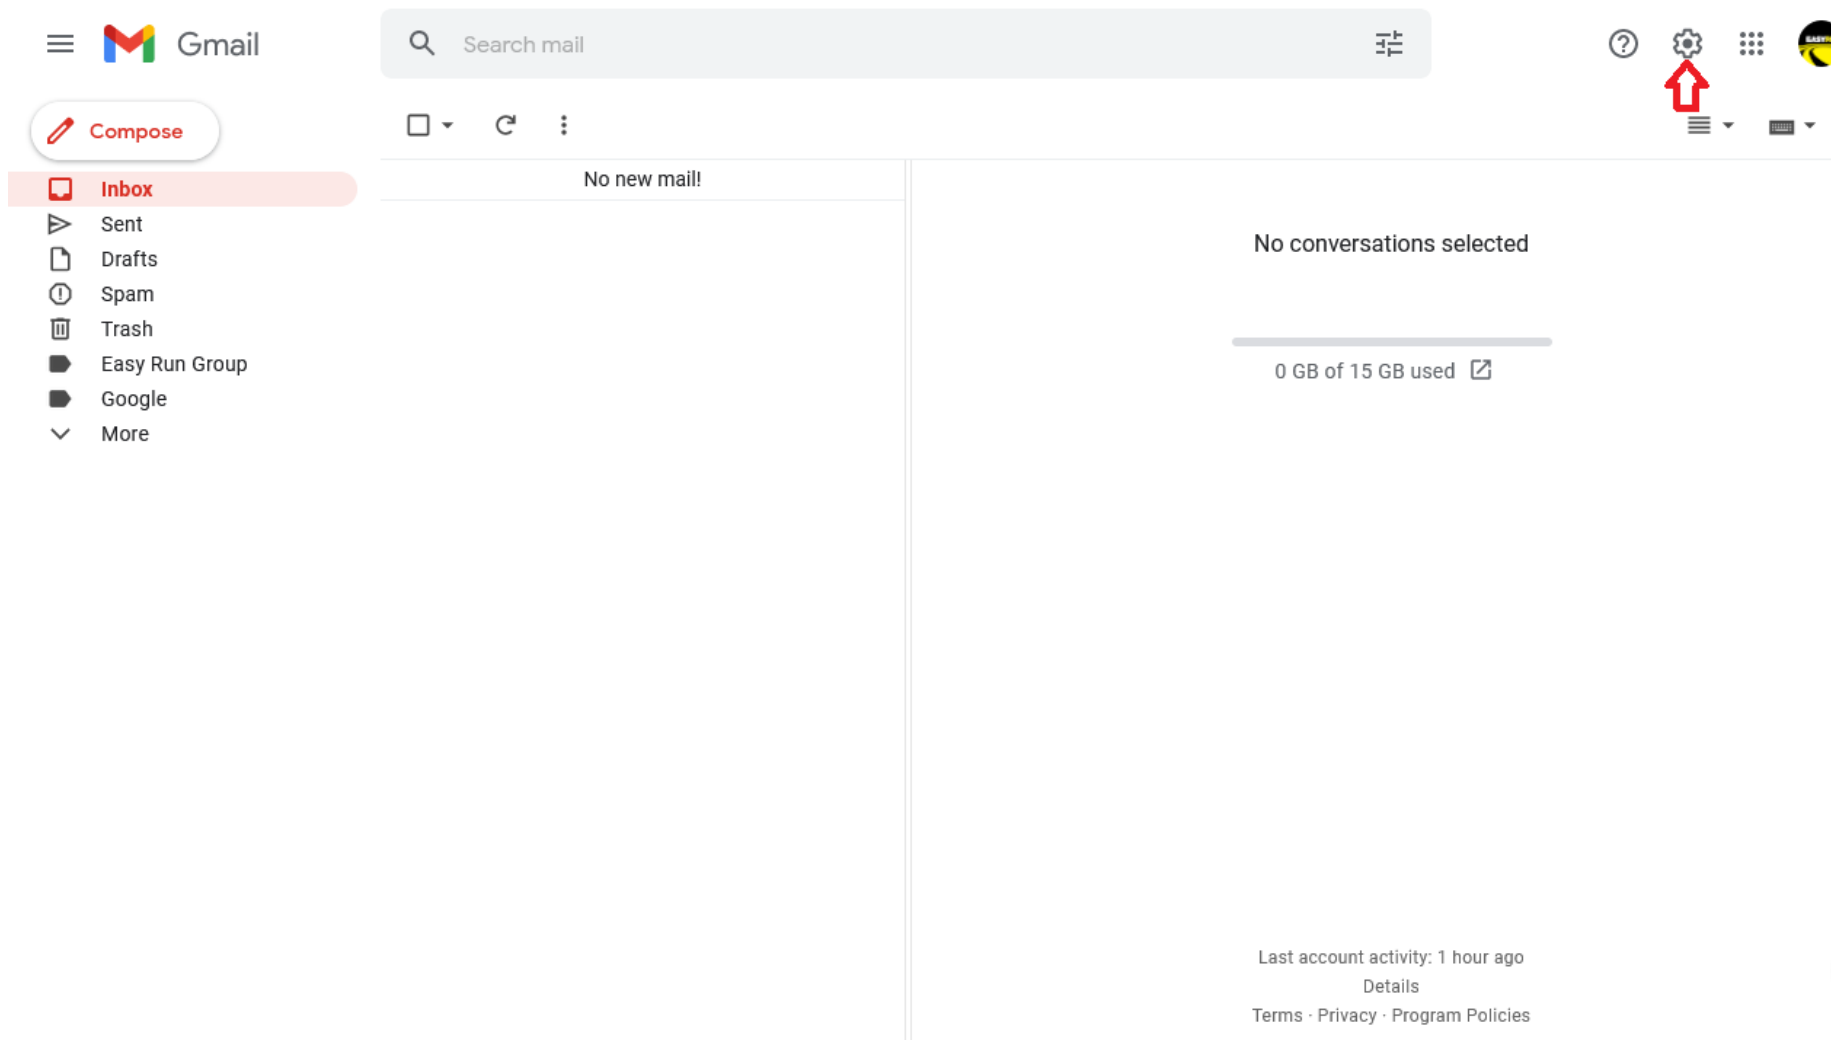 Gmail
Search mail
Compose
Inbox
Sent
Drafts
Spam
Trash
Easy Run Group
Google
More
No new mail!
No conversations selected
0 GB of 15 GB used
Last account activity: 1 hour ago
Details
Terms · Privacy · Program Policies